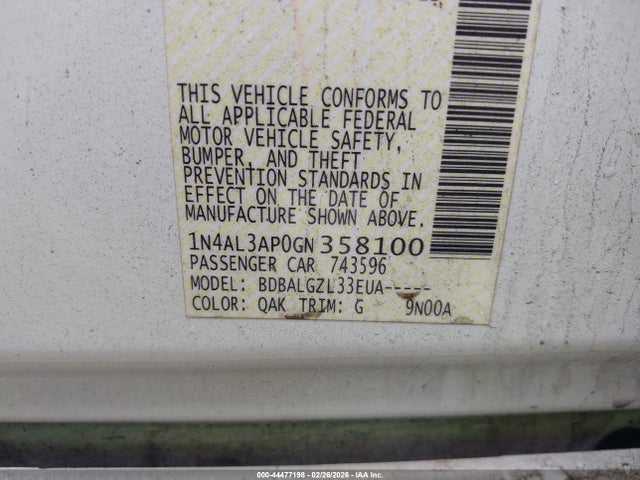 THIS VEHICLE CONFORMS TO
ALL APPLICABLE FEDERAL
MOTOR VEHICLE SAFETY,
BUMPER, AND THEFT
PREVENTION STANDARDS IN
EFFECT ON THE DATE OF
MANUFACTURE SHOWN ABOVE.
1N4AL3AP0GN358100
PASSENGER CAR 743596
MODEL: BDBALGZL33EUA-----
COLOR: QAK TRIM: G 9N00A
000-44477198 - 02/26/2026 - IAA Inc.